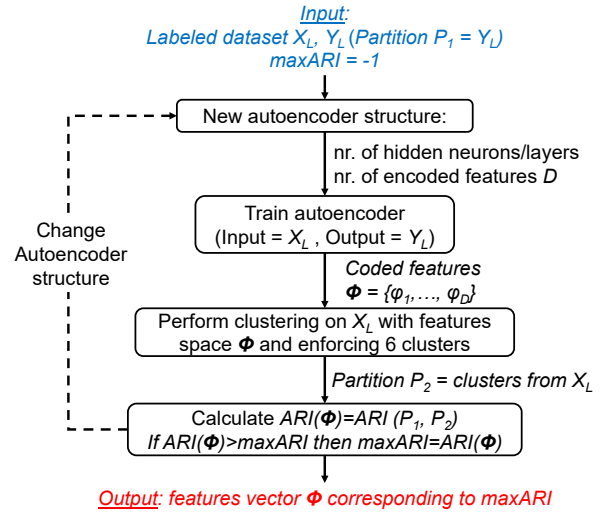 Input:
Labeled dataset X_L, Y_L (Partition P_1 = Y_L)
maxARI = -1
New autoencoder structure:
nr. of hidden neurons/layers
nr. of encoded features D
Train autoencoder
(Input = X_L , Output = Y_L)
Change
Autoencoder
structure
Coded features
Φ = {φ_1,…, φ_D}
Perform clustering on X_L with features
space Φ and enforcing 6 clusters
Partition P_2 = clusters from X_L
Calculate ARI(Φ)=ARI (P_1, P_2)
If ARI(Φ)>maxARI then maxARI=ARI(Φ)
Output: features vector Φ corresponding to maxARI